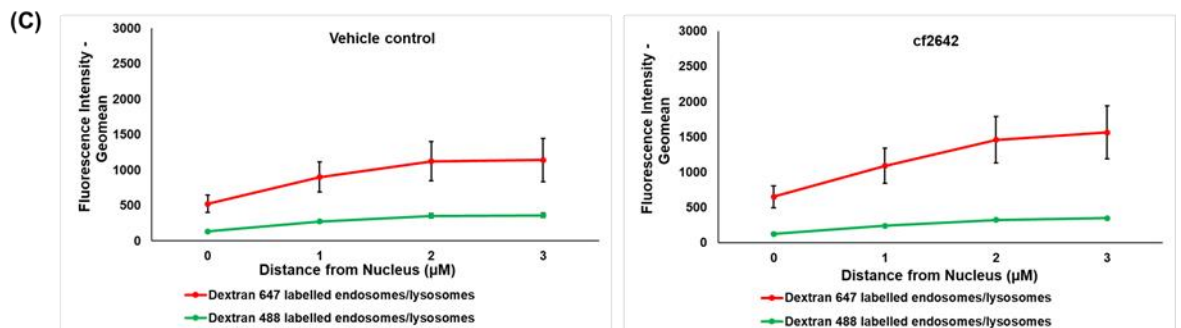 (C)
Vehicle control
Fluorescence Intensity -
Geomean
3000
2500
2000
1500
1000
500
0
0 1 2 3
Distance from Nucleus (µM)
Dextran 647 labelled endosomes/lysosomes
Dextran 488 labelled endosomes/lysosomes
cf2642
Fluorescence Intensity -
Geomean
3000
2500
2000
1500
1000
500
0
0 1 2 3
Distance from Nucleus (µM)
Dextran 647 labelled endosomes/lysosomes
Dextran 488 labelled endosomes/lysosomes